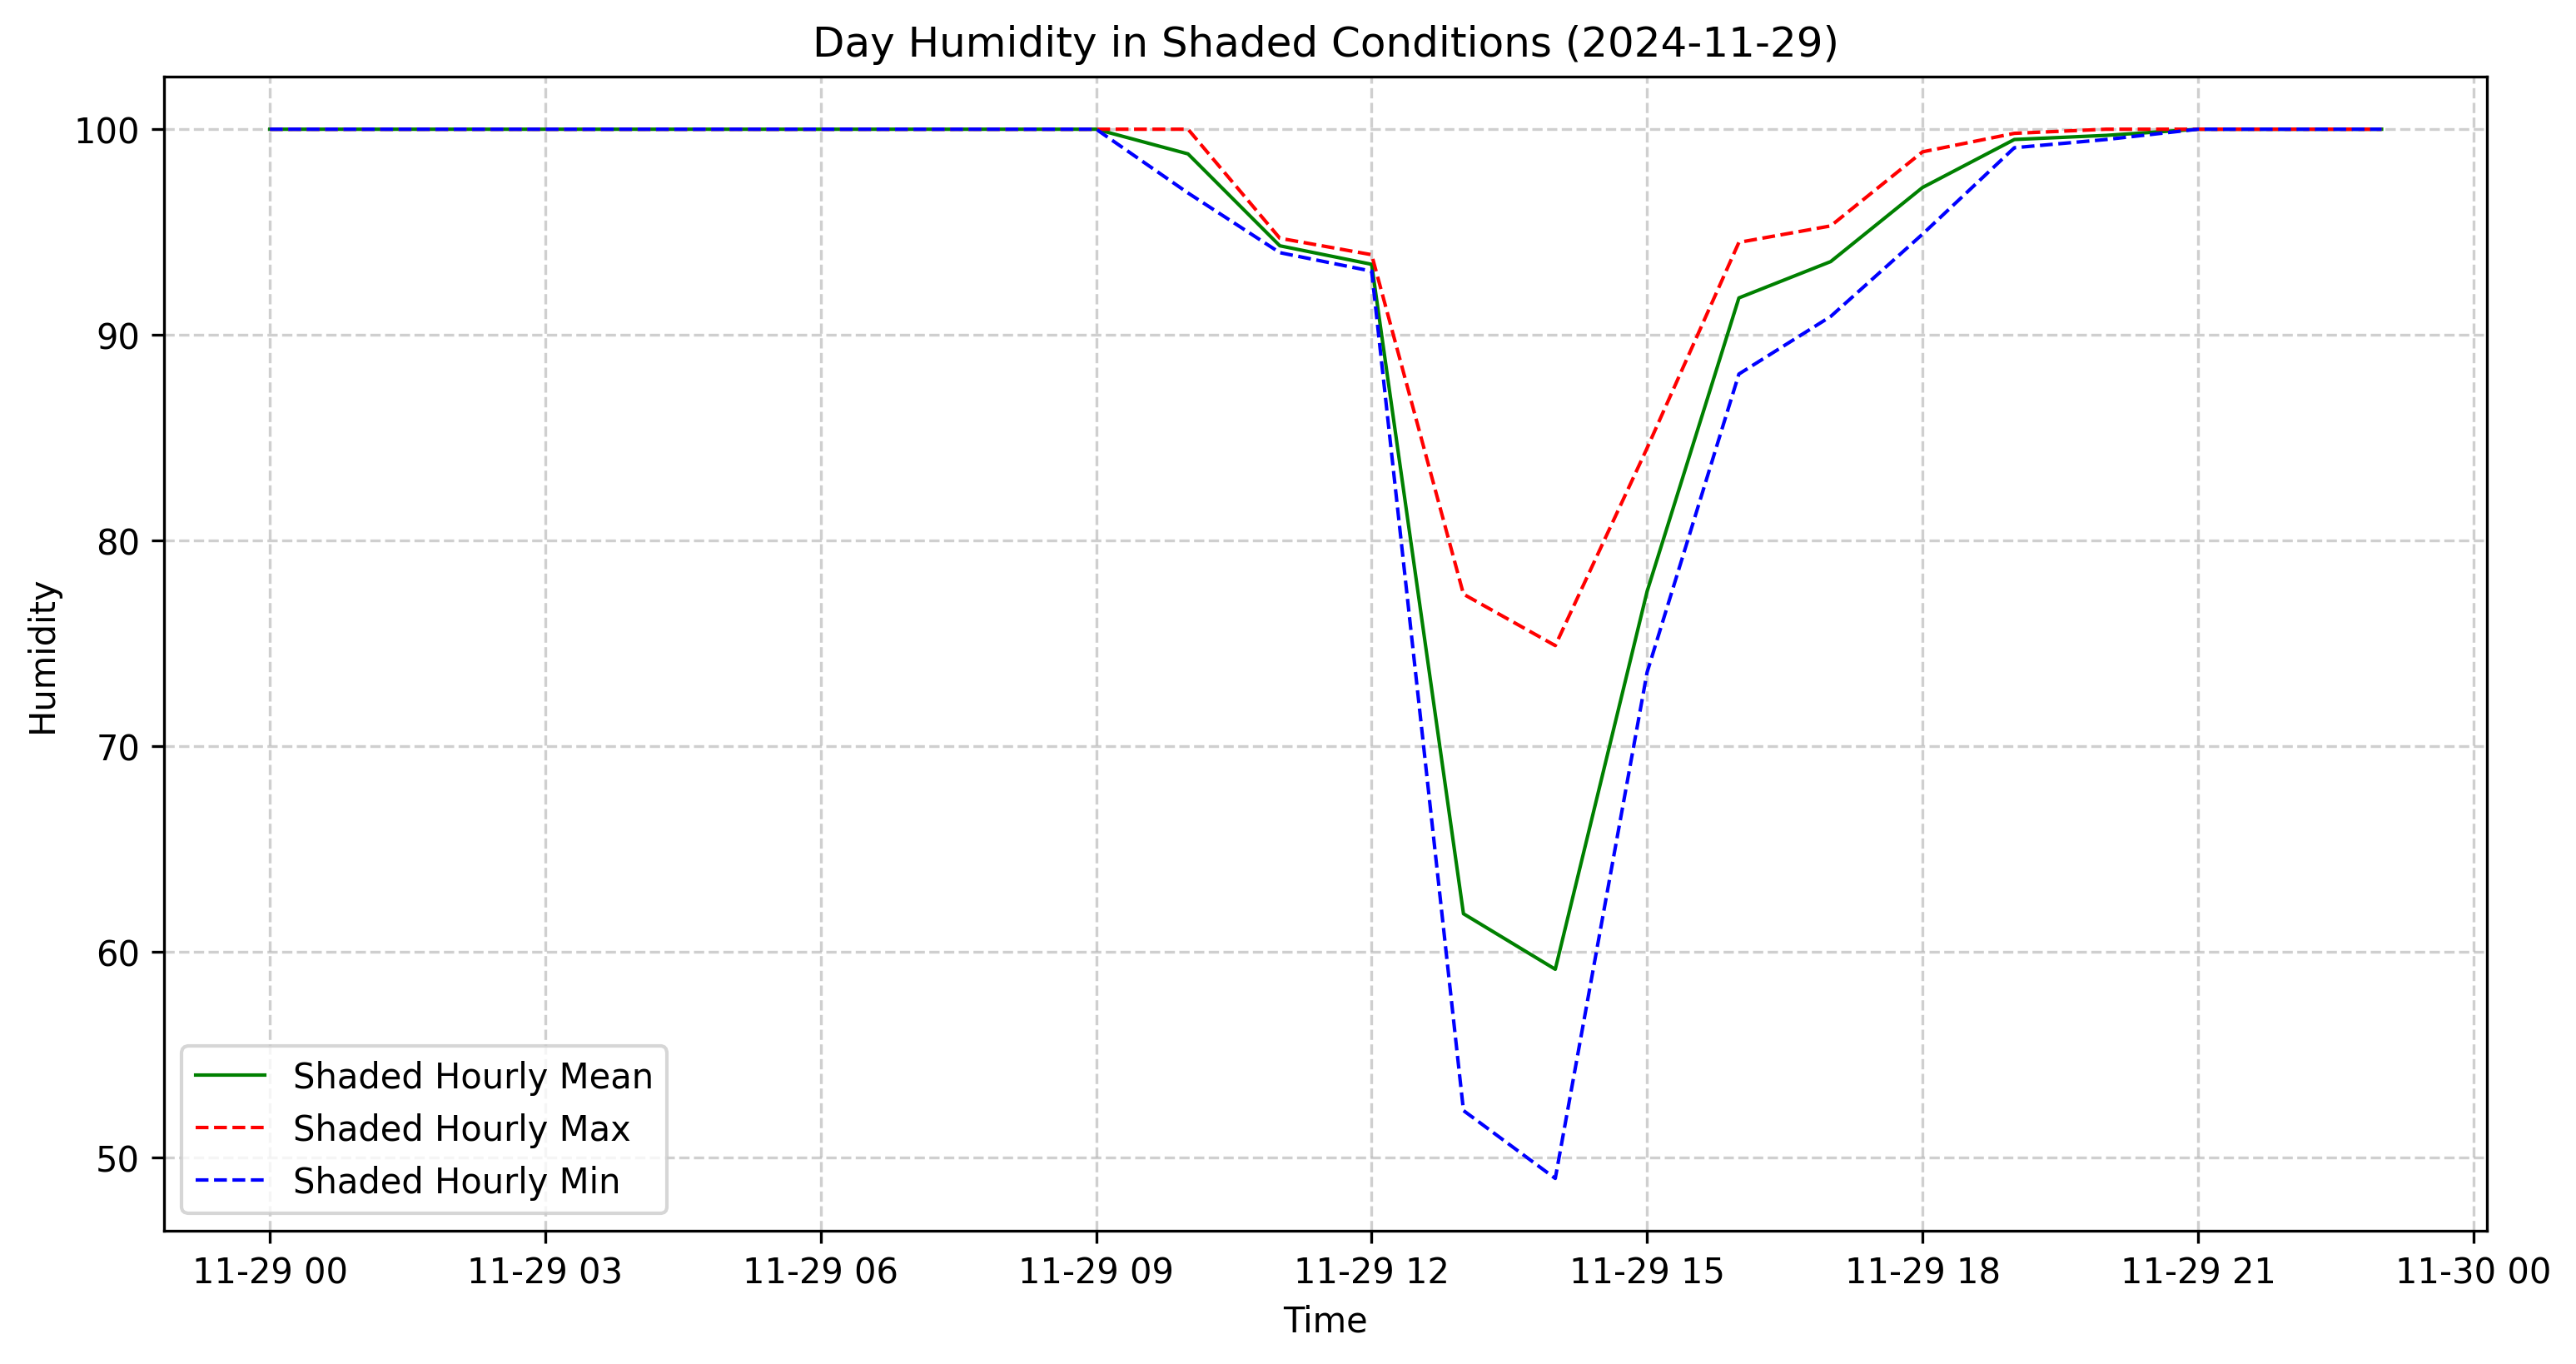 Day Humidity in Shaded Conditions (2024-11-29)
100
90
80
70
60
50
Humidity
Shaded Hourly Mean
Shaded Hourly Max
Shaded Hourly Min
11-29 00 11-29 03 11-29 06 11-29 09 11-29 12 11-29 15 11-29 18 11-29 21 11-30 00
Time